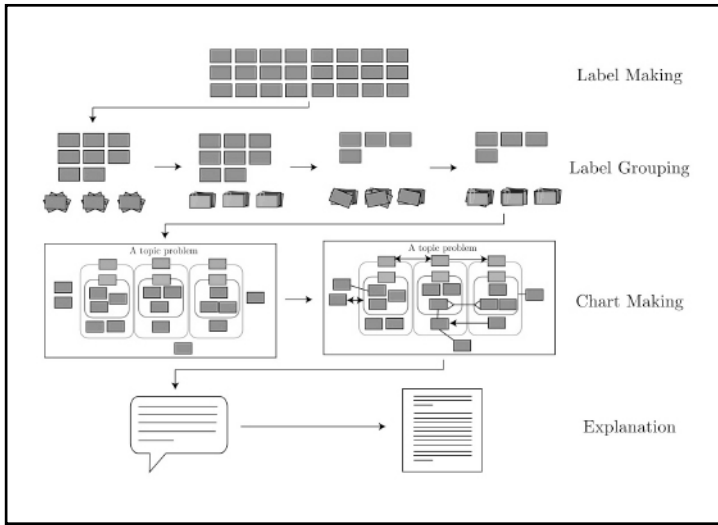 Label Making
Label Grouping
A topic problem
A topic problem
Chart Making
Explanation